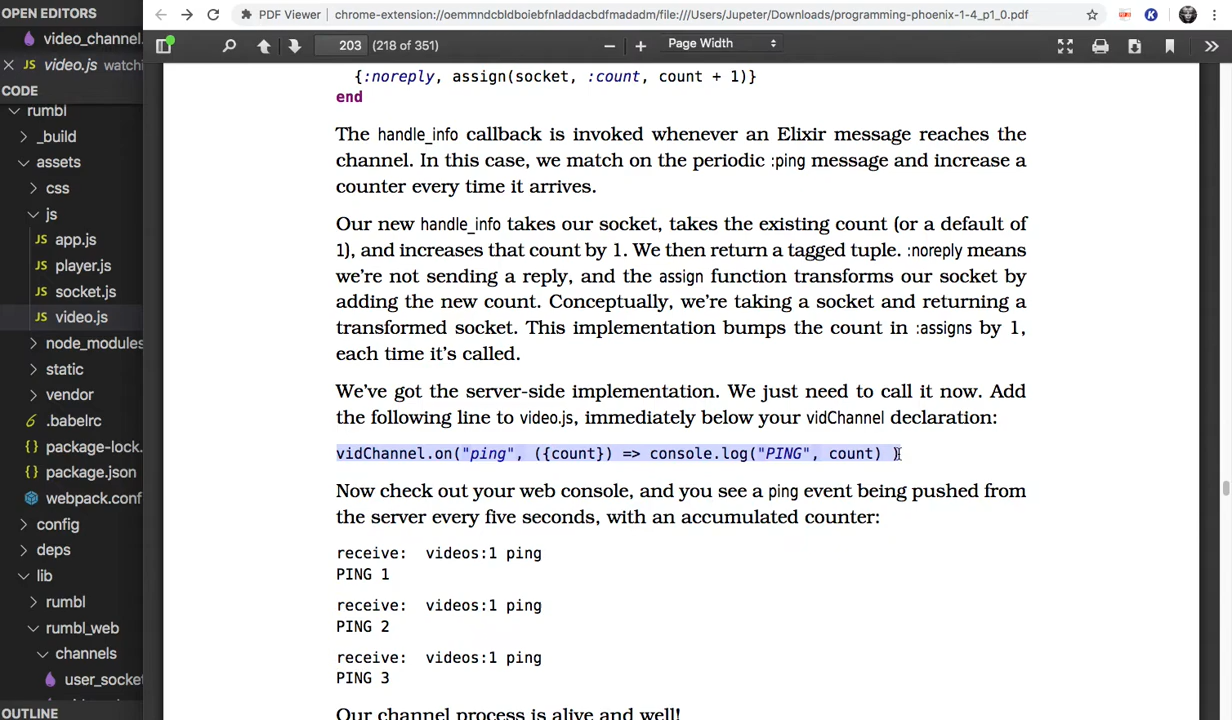 OPEN EDITORS
video_channel.
video.js watchi
CODE
rumbl
_build
assets
css
js
app.js
player.js
socket.js
video.js
node_modules
static
vendor
.babelrc
package-lock.
package.json
webpack.conf
config
deps
lib
rumbl
rumbl_web
channels
user_socket
OUTLINE
PDF Viewer | chrome-extension://oemmndcbldboiebfnladdacbdfmadadm/file:///Users/Jupeter/Downloads/programming-phoenix-1-4_p1_0.pdf
203 (218 of 351)
Page Width
{:noreply, assign(socket, :count, count + 1)}
end
The handle_info callback is invoked whenever an Elixir message reaches the
channel. In this case, we match on the periodic :ping message and increase a
counter every time it arrives.
Our new handle_info takes our socket, takes the existing count (or a default of
1), and increases that count by 1. We then return a tagged tuple. :noreply means
we're not sending a reply, and the assign function transforms our socket by
adding the new count. Conceptually, we're taking a socket and returning a
transformed socket. This implementation bumps the count in :assigns by 1,
each time it's called.
We've got the server-side implementation. We just need to call it now. Add
the following line to video.js, immediately below your vidChannel declaration:
vidChannel.on("ping", ({count}) => console.log("PING", count) )
Now check out your web console, and you see a ping event being pushed from
the server every five seconds, with an accumulated counter:
receive: videos:1 ping
PING 1
receive: videos:1 ping
PING 2
receive: videos:1 ping
PING 3
Our channel process is alive and well!